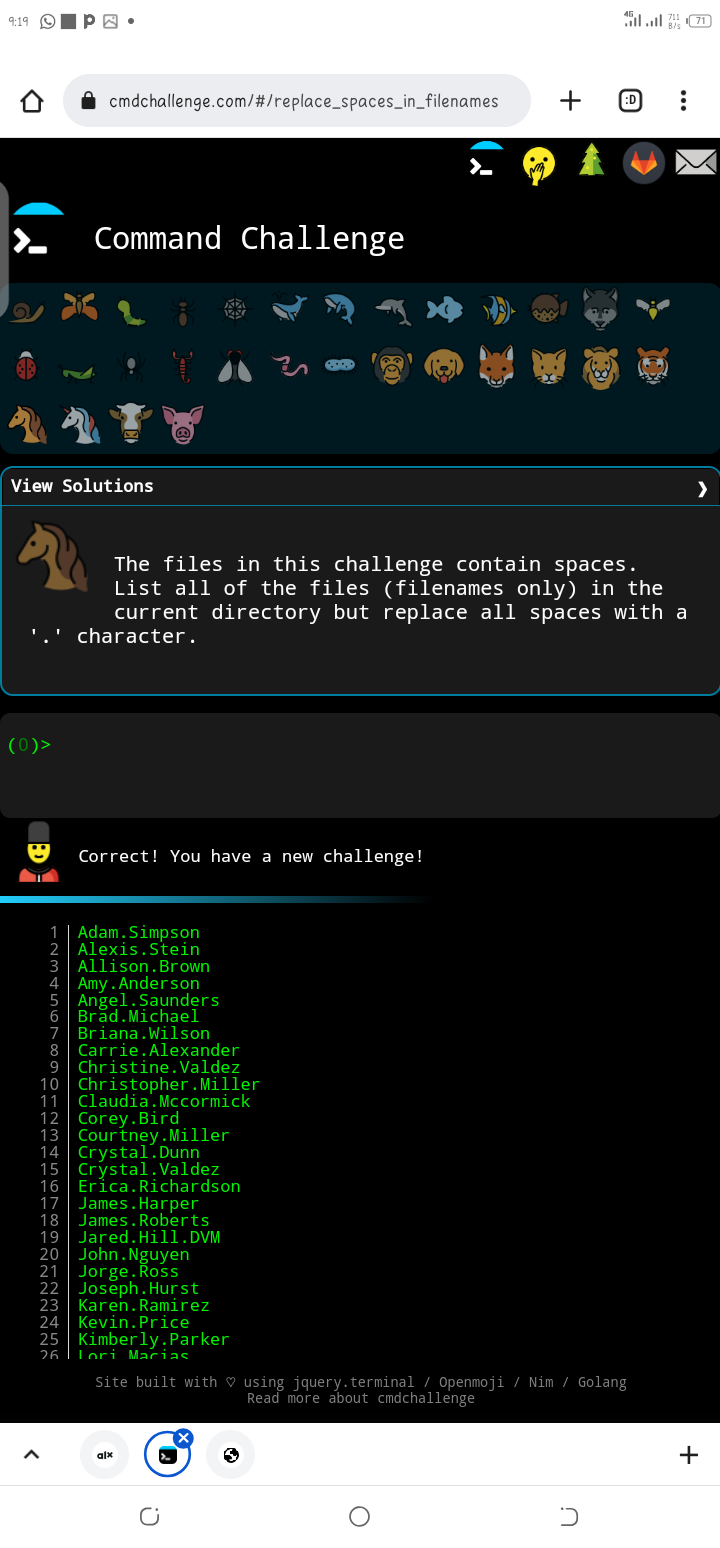 9:19
4G
711
B/s
71
cmdchallenge.com/#/replace_spaces_in_filenames
:D
Command Challenge
View Solutions
The files in this challenge contain spaces.
List all of the files (filenames only) in the
current directory but replace all spaces with a
'.' character.
(0)>
Correct! You have a new challenge!
1 Adam.Simpson
2 Alexis.Stein
3 Allison.Brown
4 Amy.Anderson
5 Angel.Saunders
6 Brad.Michael
7 Briana.Wilson
8 Carrie.Alexander
9 Christine.Valdez
10 Christopher.Miller
11 Claudia.Mccormick
12 Corey.Bird
13 Courtney.Miller
14 Crystal.Dunn
15 Crystal.Valdez
16 Erica.Richardson
17 James.Harper
18 James.Roberts
19 Jared.Hill.DVM
20 John.Nguyen
21 Jorge.Ross
22 Joseph.Hurst
23 Karen.Ramirez
24 Kevin.Price
25 Kimberly.Parker
26 Lori.Macias
Site built with ♡ using jquery.terminal / Openmoji / Nim / Golang
Read more about cmdchallenge
alx